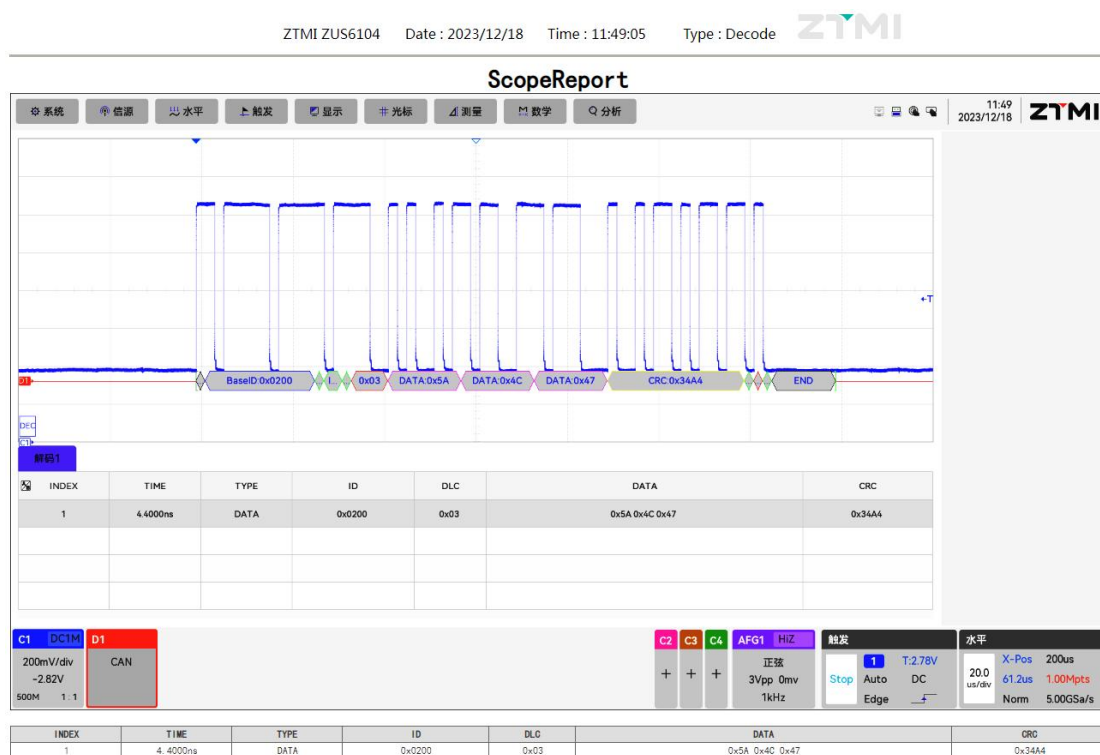 ZTMI ZUS6104 Date : 2023/12/18 Time : 11:49:05 Type : Decode ZTMI
ScopeReport
系统 信源 水平 触发 显示 光标 测量 数学 分析 11:49 2023/12/18 ZTMI
T
D1
BaseID:0x0200 I... 0x03 DATA:0x5A DATA:0x4C DATA:0x47 CRC:0x34A4 END
DEC
C1
解码1
INDEX TIME TYPE ID DLC DATA CRC
1 4.4000ns DATA 0x0200 0x03 0x5A 0x4C 0x47 0x34A4
C1 DC1M D1 C2 C3 C4 AFG1 HiZ 触发 水平
200mV/div CAN 正弦 1 T:2.78V X-Pos 200us
-2.82V + + + 3Vpp 0mv Stop Auto DC 20.0 us/div 61.2us 1.00Mpts
500M 1:1 1kHz Edge Norm 5.00GSa/s
INDEX TIME TYPE ID DLC DATA CRC
1 4.4000ns DATA 0x0200 0x03 0x5A 0x4C 0x47 0x34A4